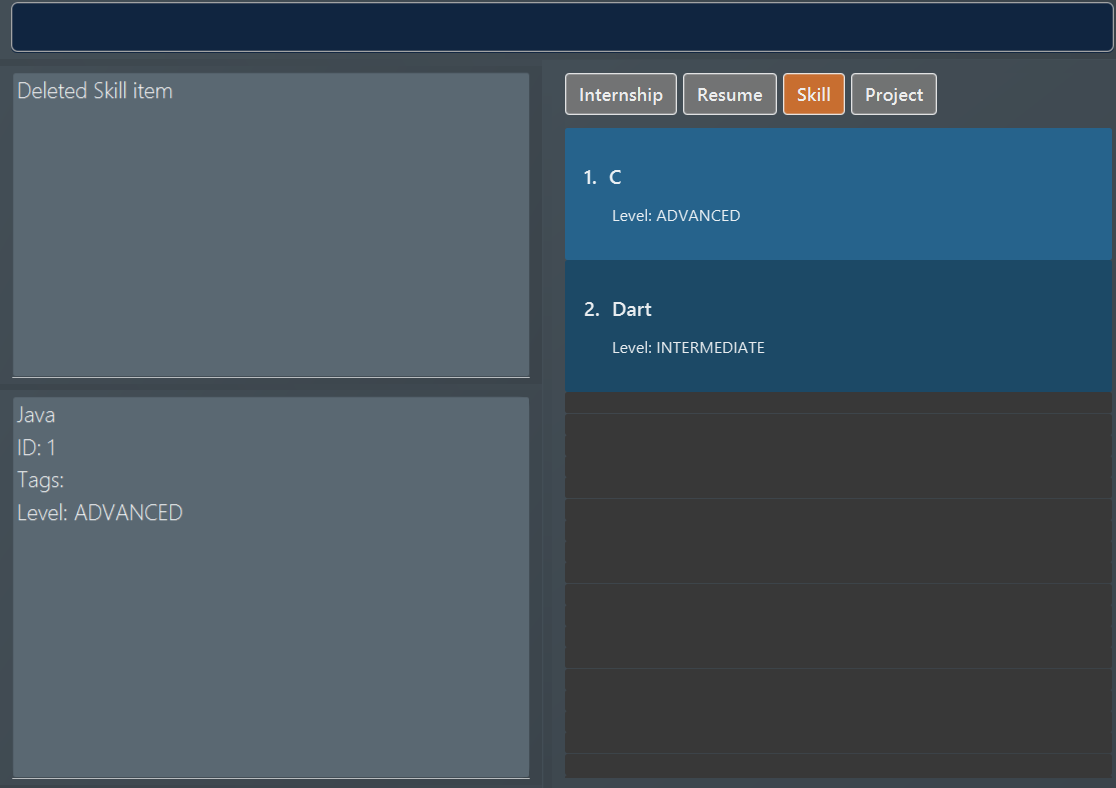 Deleted Skill item
Java
ID: 1
Tags:
Level: ADVANCED
Internship Resume Skill Project
1. C
Level: ADVANCED
2. Dart
Level: INTERMEDIATE